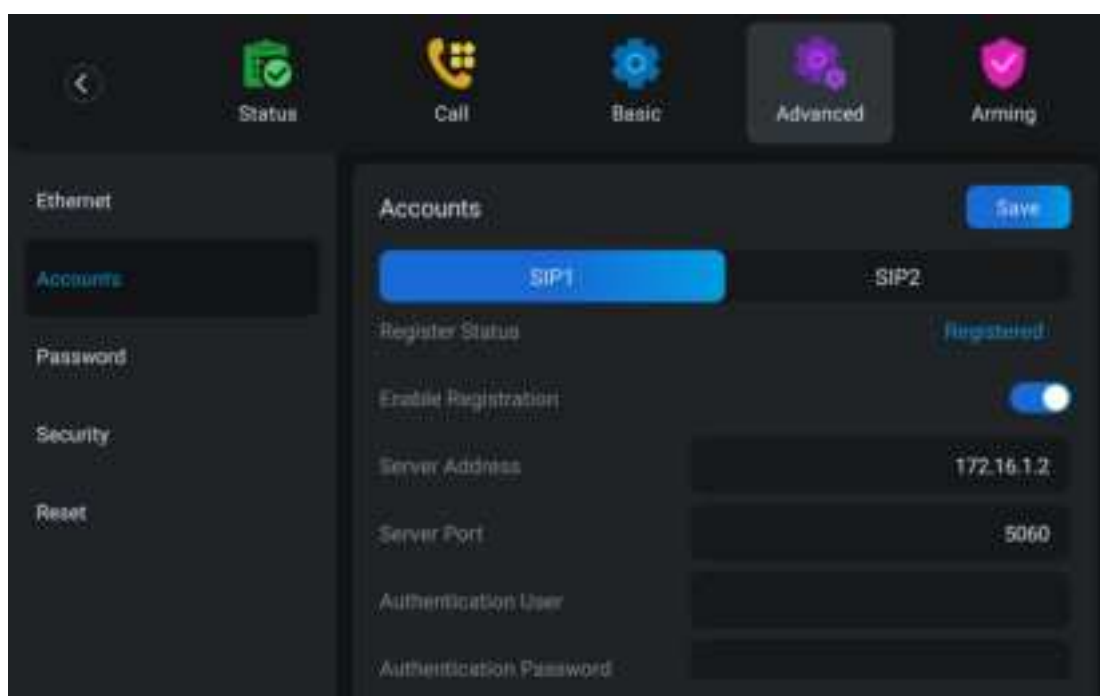 Status
Call
Basic
Advanced
Arming
Ethernet
Accounts
Password
Security
Reset
Accounts
Save
SIP1
SIP2
Register Status
Registered
Enable Registration
Server Address
172.16.1.2
Server Port
5060
Authentication User
Authentication Password